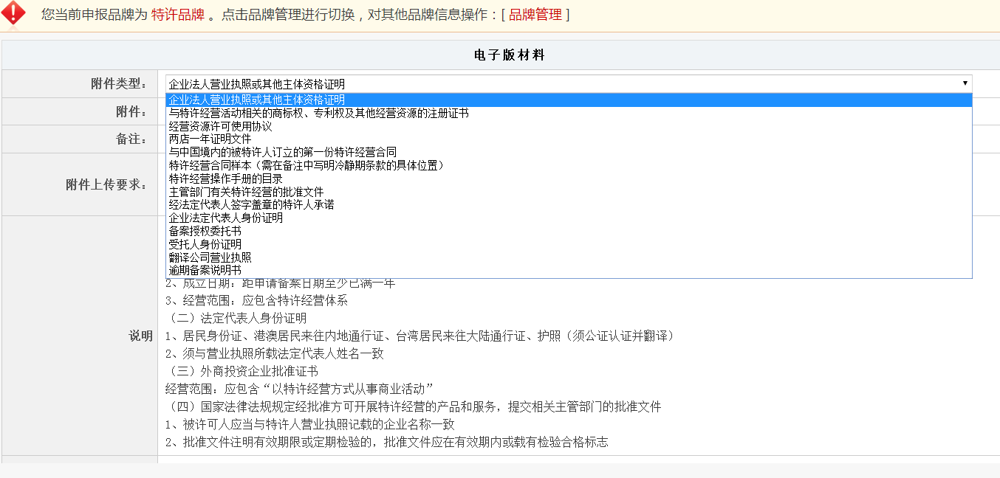 您当前申报品牌为 特许品牌 。点击品牌管理进行切换，对其他品牌信息操作：[ 品牌管理 ]
电子版材料
附件类型：
企业法人营业执照或其他主体资格证明
企业法人营业执照或其他主体资格证明
附件：
与特许经营活动相关的商标权、专利权及其他经营资源的注册证书
经营资源许可使用协议
备注：
两店一年证明文件
与中国境内的被特许人订立的第一份特许经营合同
特许经营合同样本（需在备注中写明冷静期条款的具体位置）
附件上传要求：
特许经营操作手册的目录
主管部门有关特许经营的批准文件
经法定代表人签字盖章的特许人承诺
企业法定代表人身份证明
备案授权委托书
受托人身份证明
翻译公司营业执照
逾期备案说明书
说明
2、成立日期：距申请备案日期至少已满一年
3、经营范围：应包含特许经营体系
（二）法定代表人身份证明
1、居民身份证、港澳居民来往内地通行证、台湾居民来往大陆通行证、护照（须公证认证并翻译）
2、须与营业执照所载法定代表人姓名一致
（三）外商投资企业批准证书
经营范围：应包含“以特许经营方式从事商业活动”
（四）国家法律法规规定经批准方可开展特许经营的产品和服务，提交相关主管部门的批准文件
1、被许可人应当与特许人营业执照记载的企业名称一致
2、批准文件注明有效期限或定期检验的，批准文件应在有效期内或载有检验合格标志